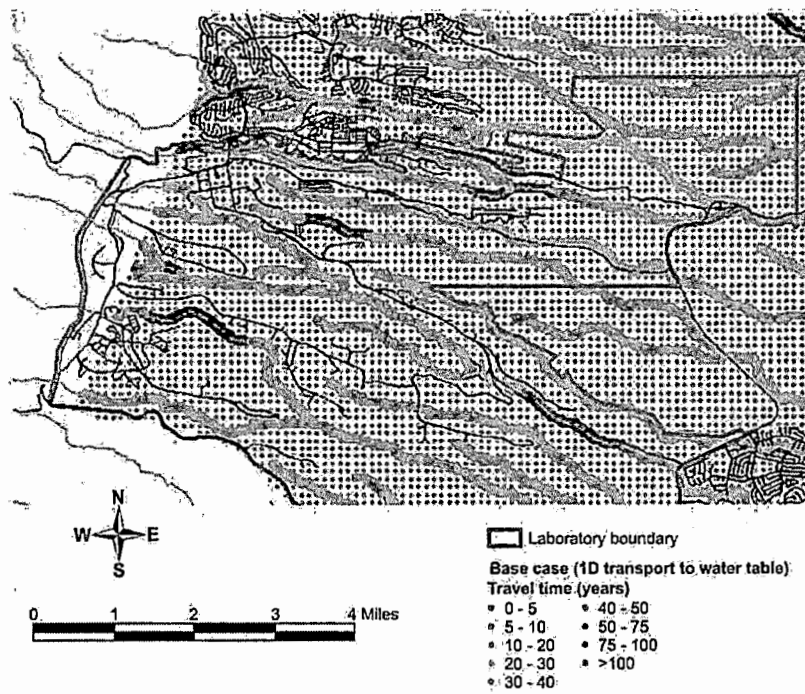 N
W E
S
0 1 2 3 4 Miles
Laboratory boundary
Base case (1D transport to water table)
Travel time (years)
0 - 5
5 - 10
10 - 20
20 - 30
30 - 40
40 - 50
50 - 75
75 - 100
>100